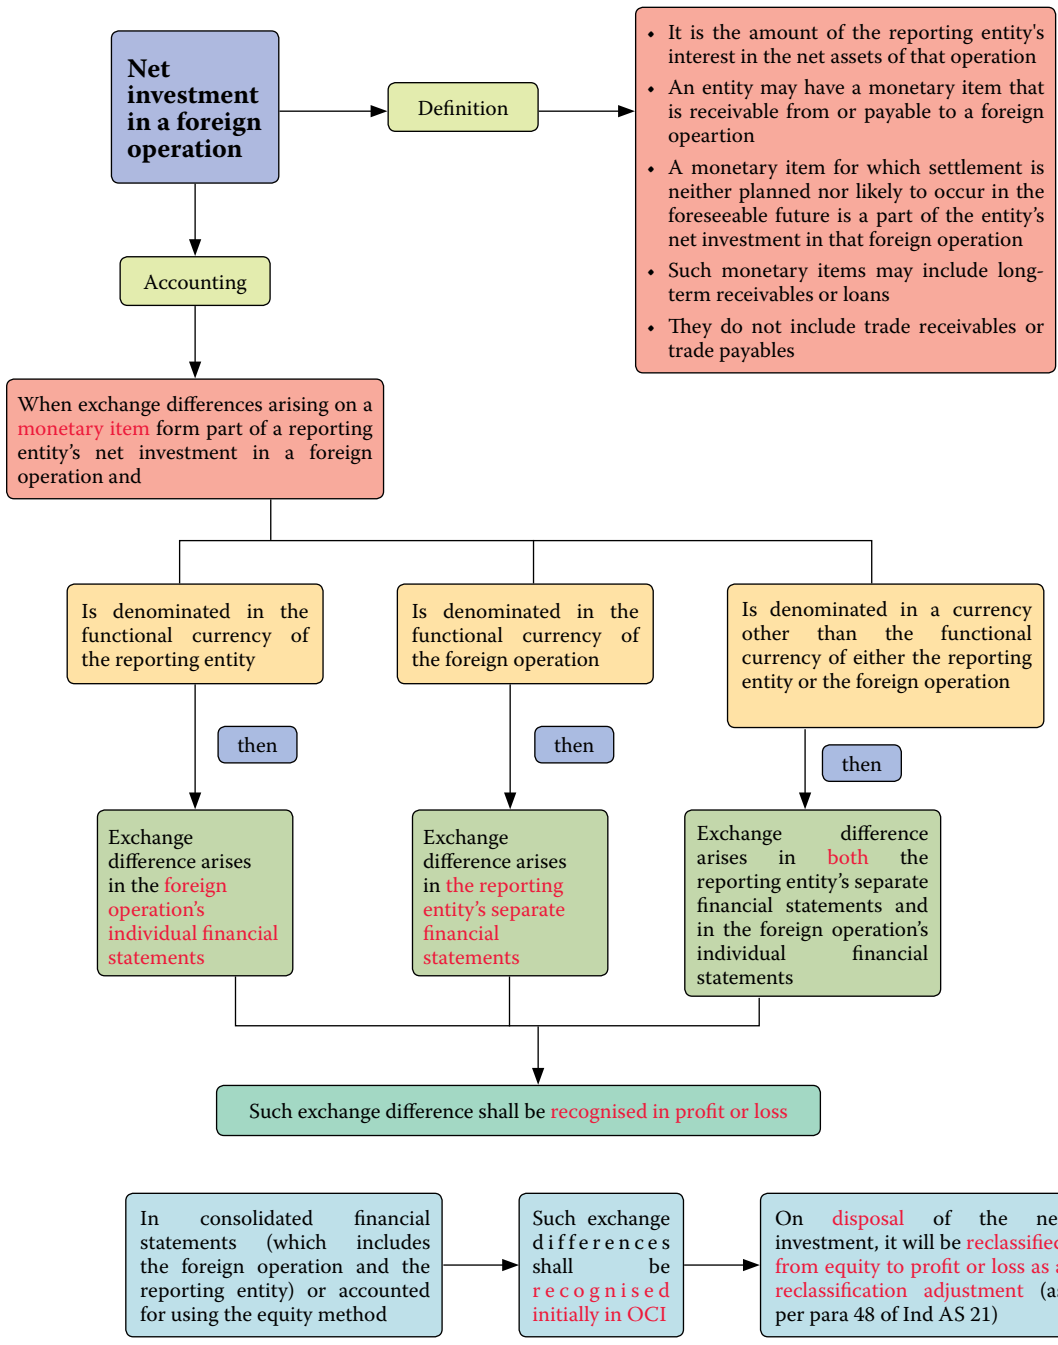 Net
investment
in a foreign
operation
Definition
• It is the amount of the reporting entity's
interest in the net assets of that operation
• An entity may have a monetary item that
is receivable from or payable to a foreign
opeartion
• A monetary item for which settlement is
neither planned nor likely to occur in the
foreseeable future is a part of the entity’s
net investment in that foreign operation
• Such monetary items may include long-
term receivables or loans
• They do not include trade receivables or
trade payables
Accounting
When exchange differences arising on a
monetary item form part of a reporting
entity’s net investment in a foreign
operation and
Is denominated in the
functional currency of
the reporting entity
Is denominated in the
functional currency of
the foreign operation
Is denominated in a currency
other than the functional
currency of either the reporting
entity or the foreign operation
then
then
then
Exchange
difference arises
in the foreign
operation’s
individual financial
statements
Exchange
difference arises
in the reporting
entity’s separate
financial
statements
Exchange difference
arises in both the
reporting entity’s separate
financial statements and
in the foreign operation’s
individual financial
statements
Such exchange difference shall be recognised in profit or loss
In consolidated financial
statements (which includes
the foreign operation and the
reporting entity) or accounted
for using the equity method
Such exchange
differences
shall be
recognised
initially in OCI
On disposal of the ne
investment, it will be reclassified
from equity to profit or loss as a
reclassification adjustment (as
per para 48 of Ind AS 21)